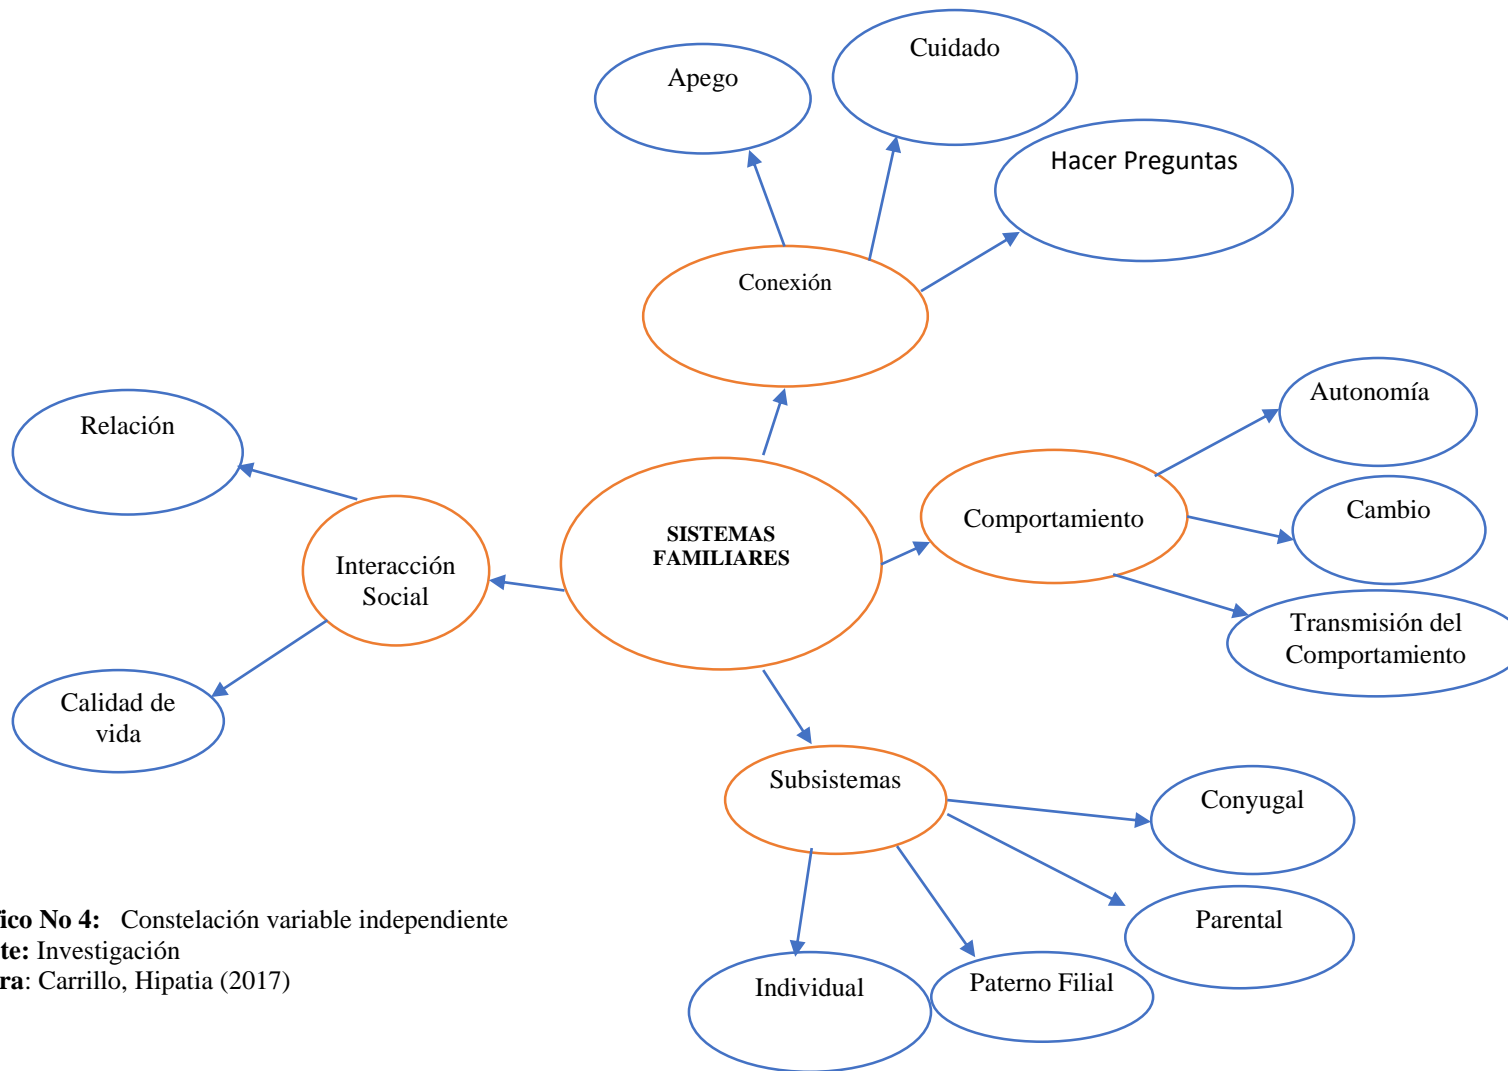 Cuidado
Apego
Hacer Preguntas
Conexión
Autonomía
Relación
Cambio
Comportamiento
SISTEMAS
FAMILIARES
Interacción
Social
Transmisión del
Comportamiento
Calidad de
vida
Subsistemas
Conyugal
Parental
Paterno Filial
Individual
fico No 4: Constelación variable independiente
te: Investigación
ra: Carrillo, Hipatia (2017)